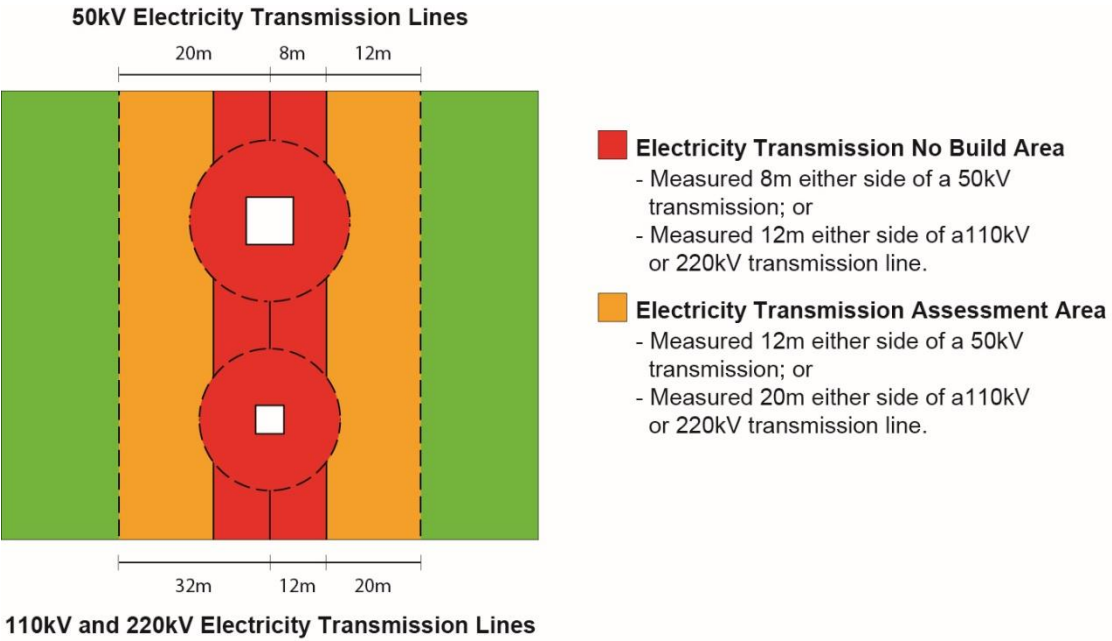 50kV Electricity Transmission Lines
20m 8m 12m
Electricity Transmission No Build Area
- Measured 8m either side of a 50kV
transmission; or
- Measured 12m either side of a110kV
or 220kV transmission line.
Electricity Transmission Assessment Area
- Measured 12m either side of a 50kV
transmission; or
- Measured 20m either side of a110kV
or 220kV transmission line.
32m 12m 20m
110kV and 220kV Electricity Transmission Lines